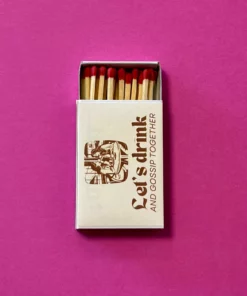 Let's drink
AND GOSSIP TOGETHER